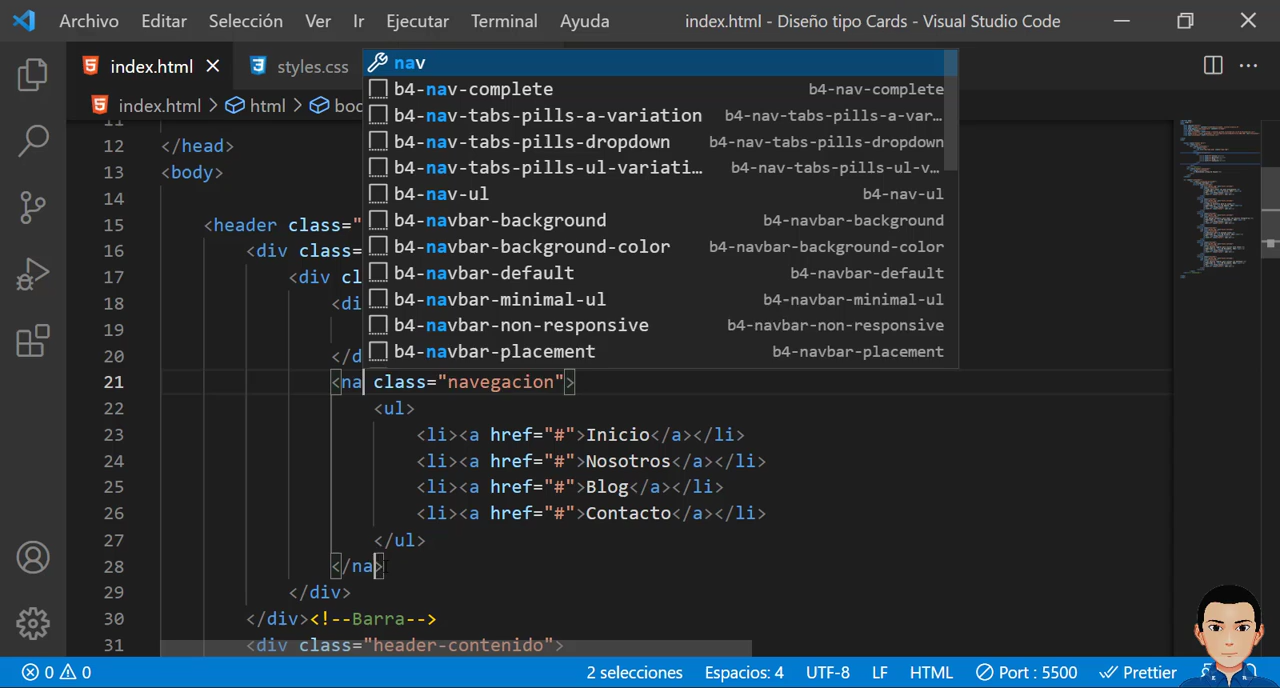 Archivo Editar Selección Ver Ir Ejecutar Terminal Ayuda index.html - Diseño tipo Cards - Visual Studio Code
index.html styles.css
index.html > html >
nav
b4-nav-complete b4-nav-complete
b4-nav-tabs-pills-a-variation b4-nav-tabs-pills-a-var…
b4-nav-tabs-pills-dropdown b4-nav-tabs-pills-dropdown
b4-nav-tabs-pills-ul-variati… b4-nav-tabs-pills-ul-v…
b4-nav-ul b4-nav-ul
b4-navbar-background b4-navbar-background
b4-navbar-background-color b4-navbar-background-color
b4-navbar-default b4-navbar-default
b4-navbar-minimal-ul b4-navbar-minimal-ul
b4-navbar-non-responsive b4-navbar-non-responsive
b4-navbar-placement b4-navbar-placement
12 </head>
13 <body>
14
15 <header class="
16 <div class=
17 <div cl
18 <di
19
20 </d
21 <na class="navegacion">
22 <ul>
23 <li><a href="#">Inicio</a></li>
24 <li><a href="#">Nosotros</a></li>
25 <li><a href="#">Blog</a></li>
26 <li><a href="#">Contacto</a></li>
27 </ul>
28 </na>
29 </div>
30 </div><!--Barra-->
31 <div class="header-contenido">
0 0 2 selecciones Espacios: 4 UTF-8 LF HTML Port : 5500 Prettier